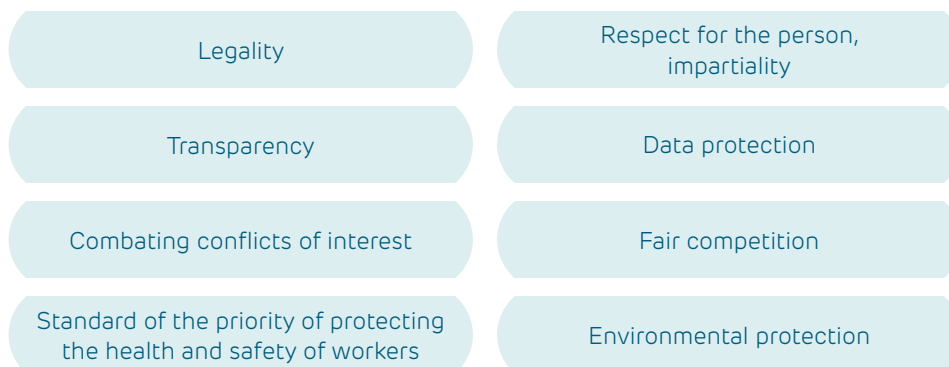 Legality
Respect for the person,
impartiality
Transparency
Data protection
Combating conflicts of interest
Fair competition
Standard of the priority of protecting
the health and safety of workers
Environmental protection